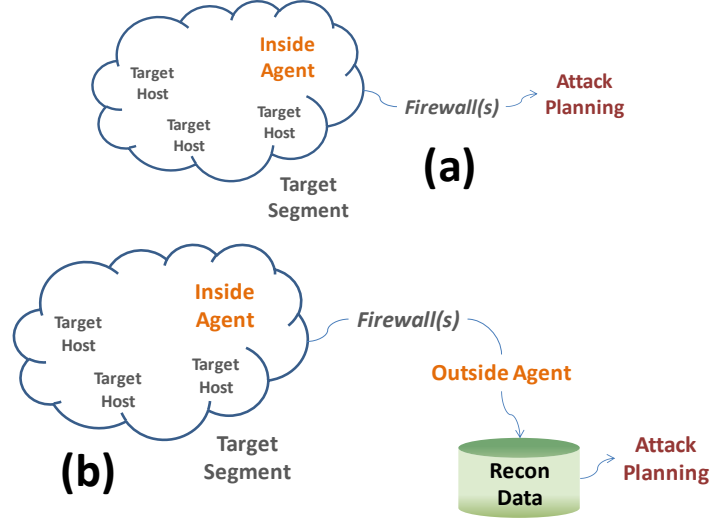 Inside
Agent
Target
Host
Target
Host
Target
Host
Firewall(s)
Attack
Planning
(a)
Target
Segment
Inside
Agent
Firewall(s)
Target
Host
Target
Host
Target
Host
Outside Agent
Target
Segment
(b)
Recon
Data
Attack
Planning